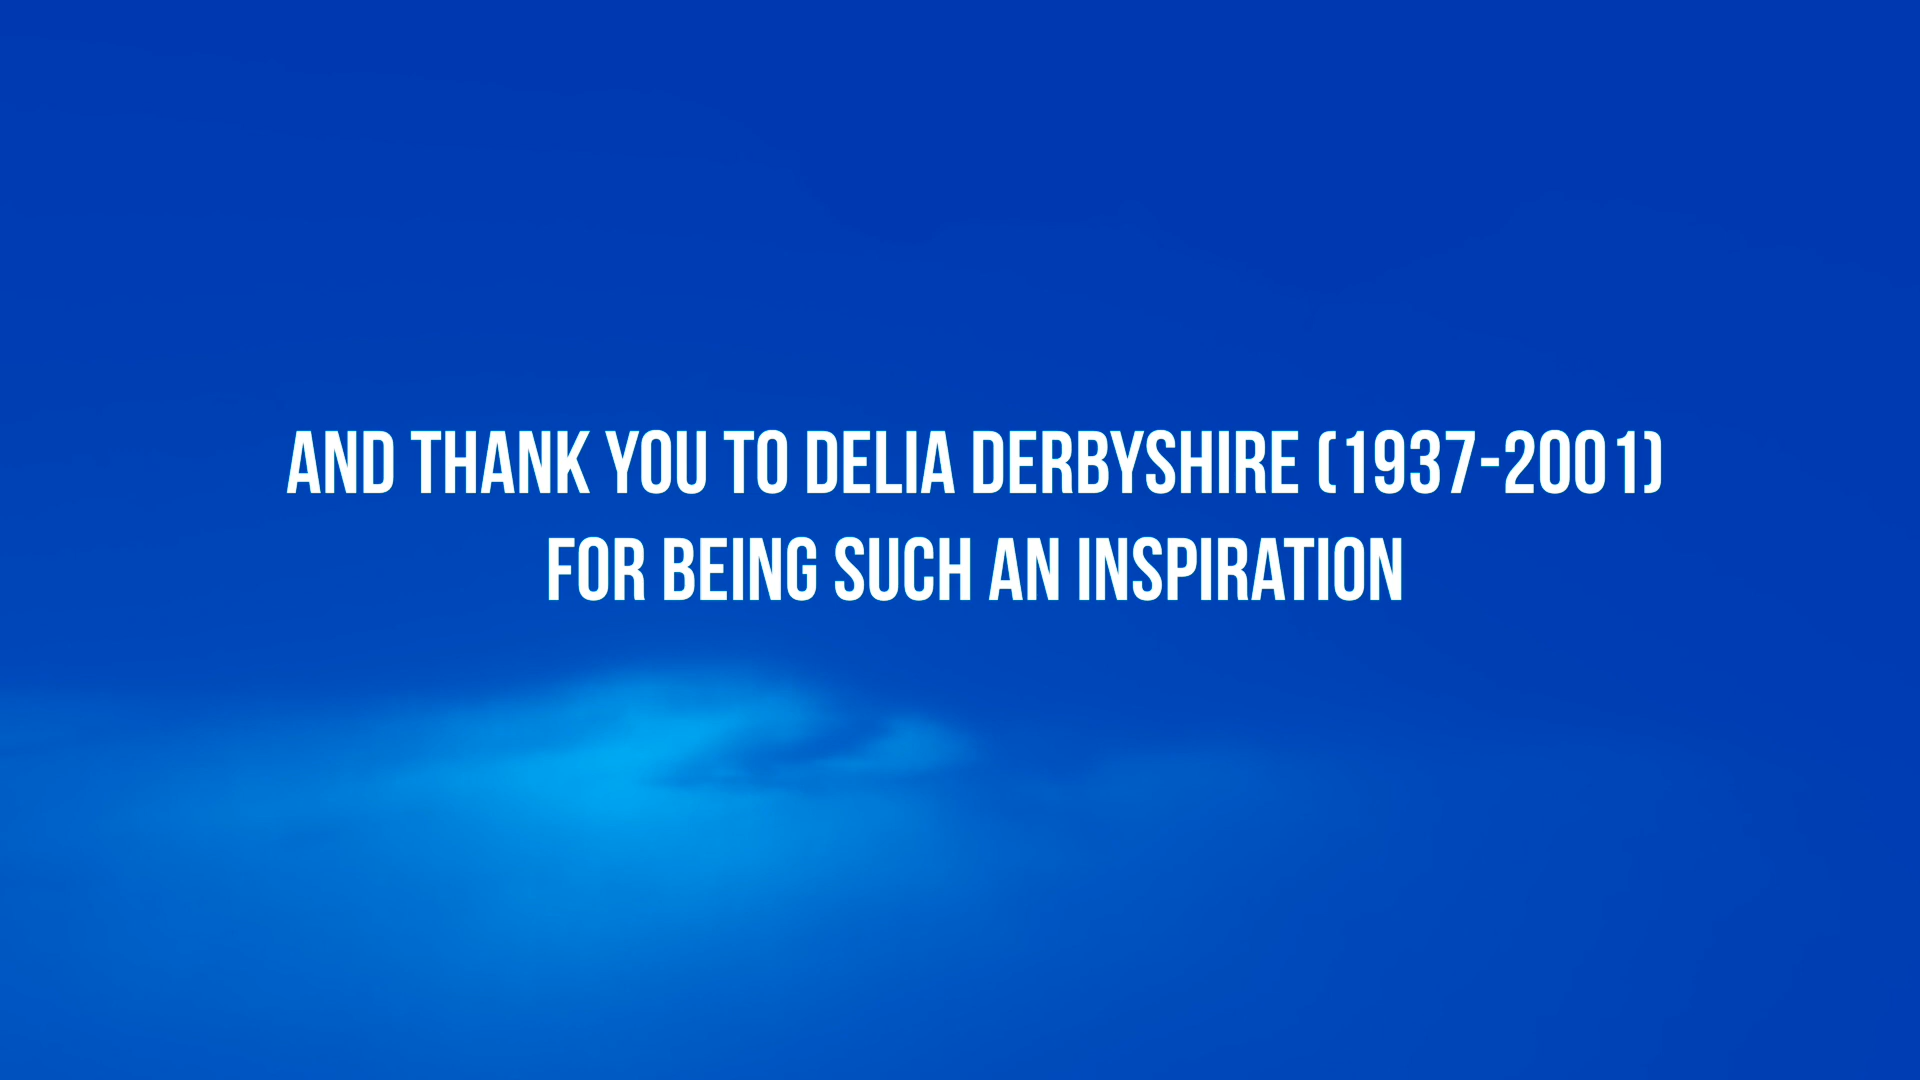 AND THANK YOU TO DELIA DERBYSHIRE (1937-2001)
FOR BEING SUCH AN INSPIRATION